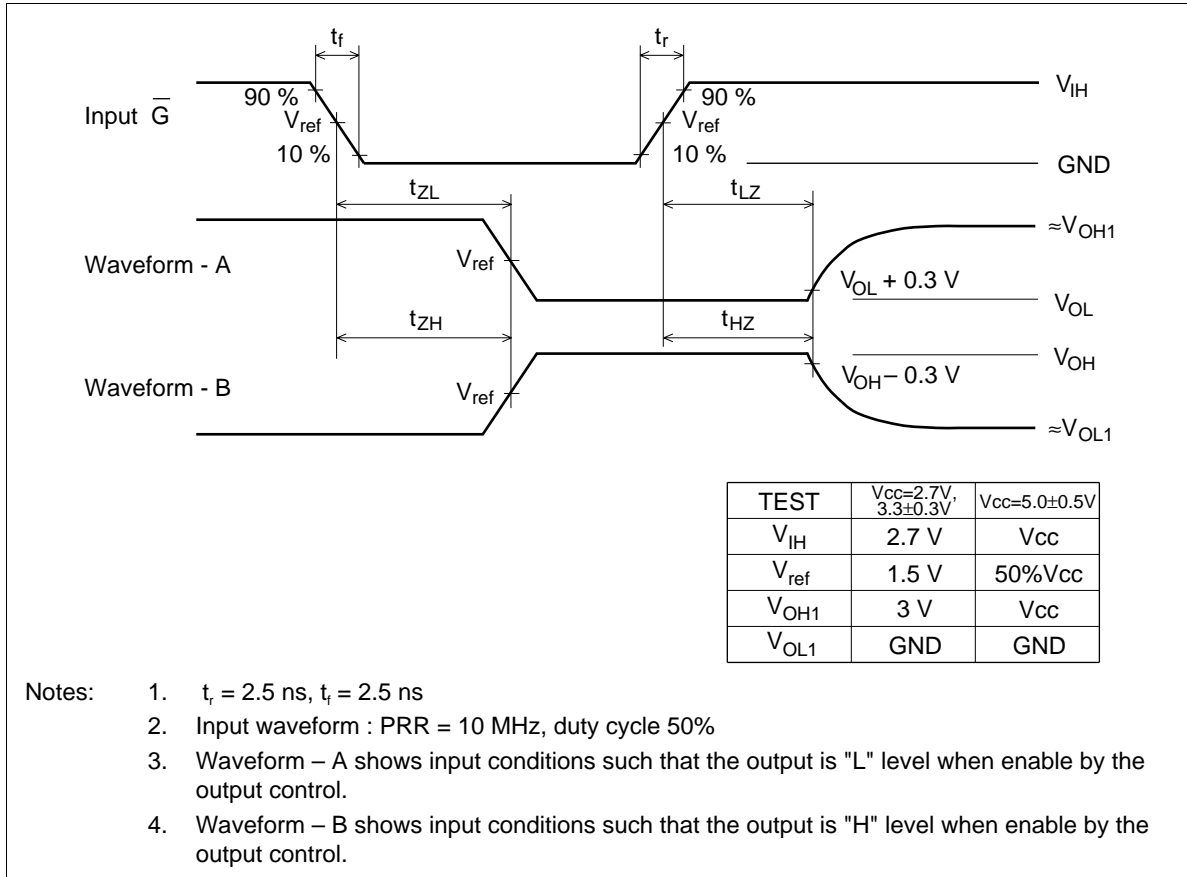 tf
tr
90 %
90 %
VIH
Input G̅
Vref
Vref
10 %
10 %
GND
tZL
tLZ
≈VOH1
Waveform - A
Vref
VOL + 0.3 V
VOL
tZH
tHZ
VOH
Waveform - B
Vref
VOH – 0.3 V
≈VOL1
TEST Vcc=2.7V, 3.3±0.3V Vcc=5.0±0.5V
VIH 2.7 V Vcc
Vref 1.5 V 50%Vcc
VOH1 3 V Vcc
VOL1 GND GND
Notes: 1. tr = 2.5 ns, tf = 2.5 ns
2. Input waveform : PRR = 10 MHz, duty cycle 50%
3. Waveform – A shows input conditions such that the output is "L" level when enable by the
output control.
4. Waveform – B shows input conditions such that the output is "H" level when enable by the
output control.